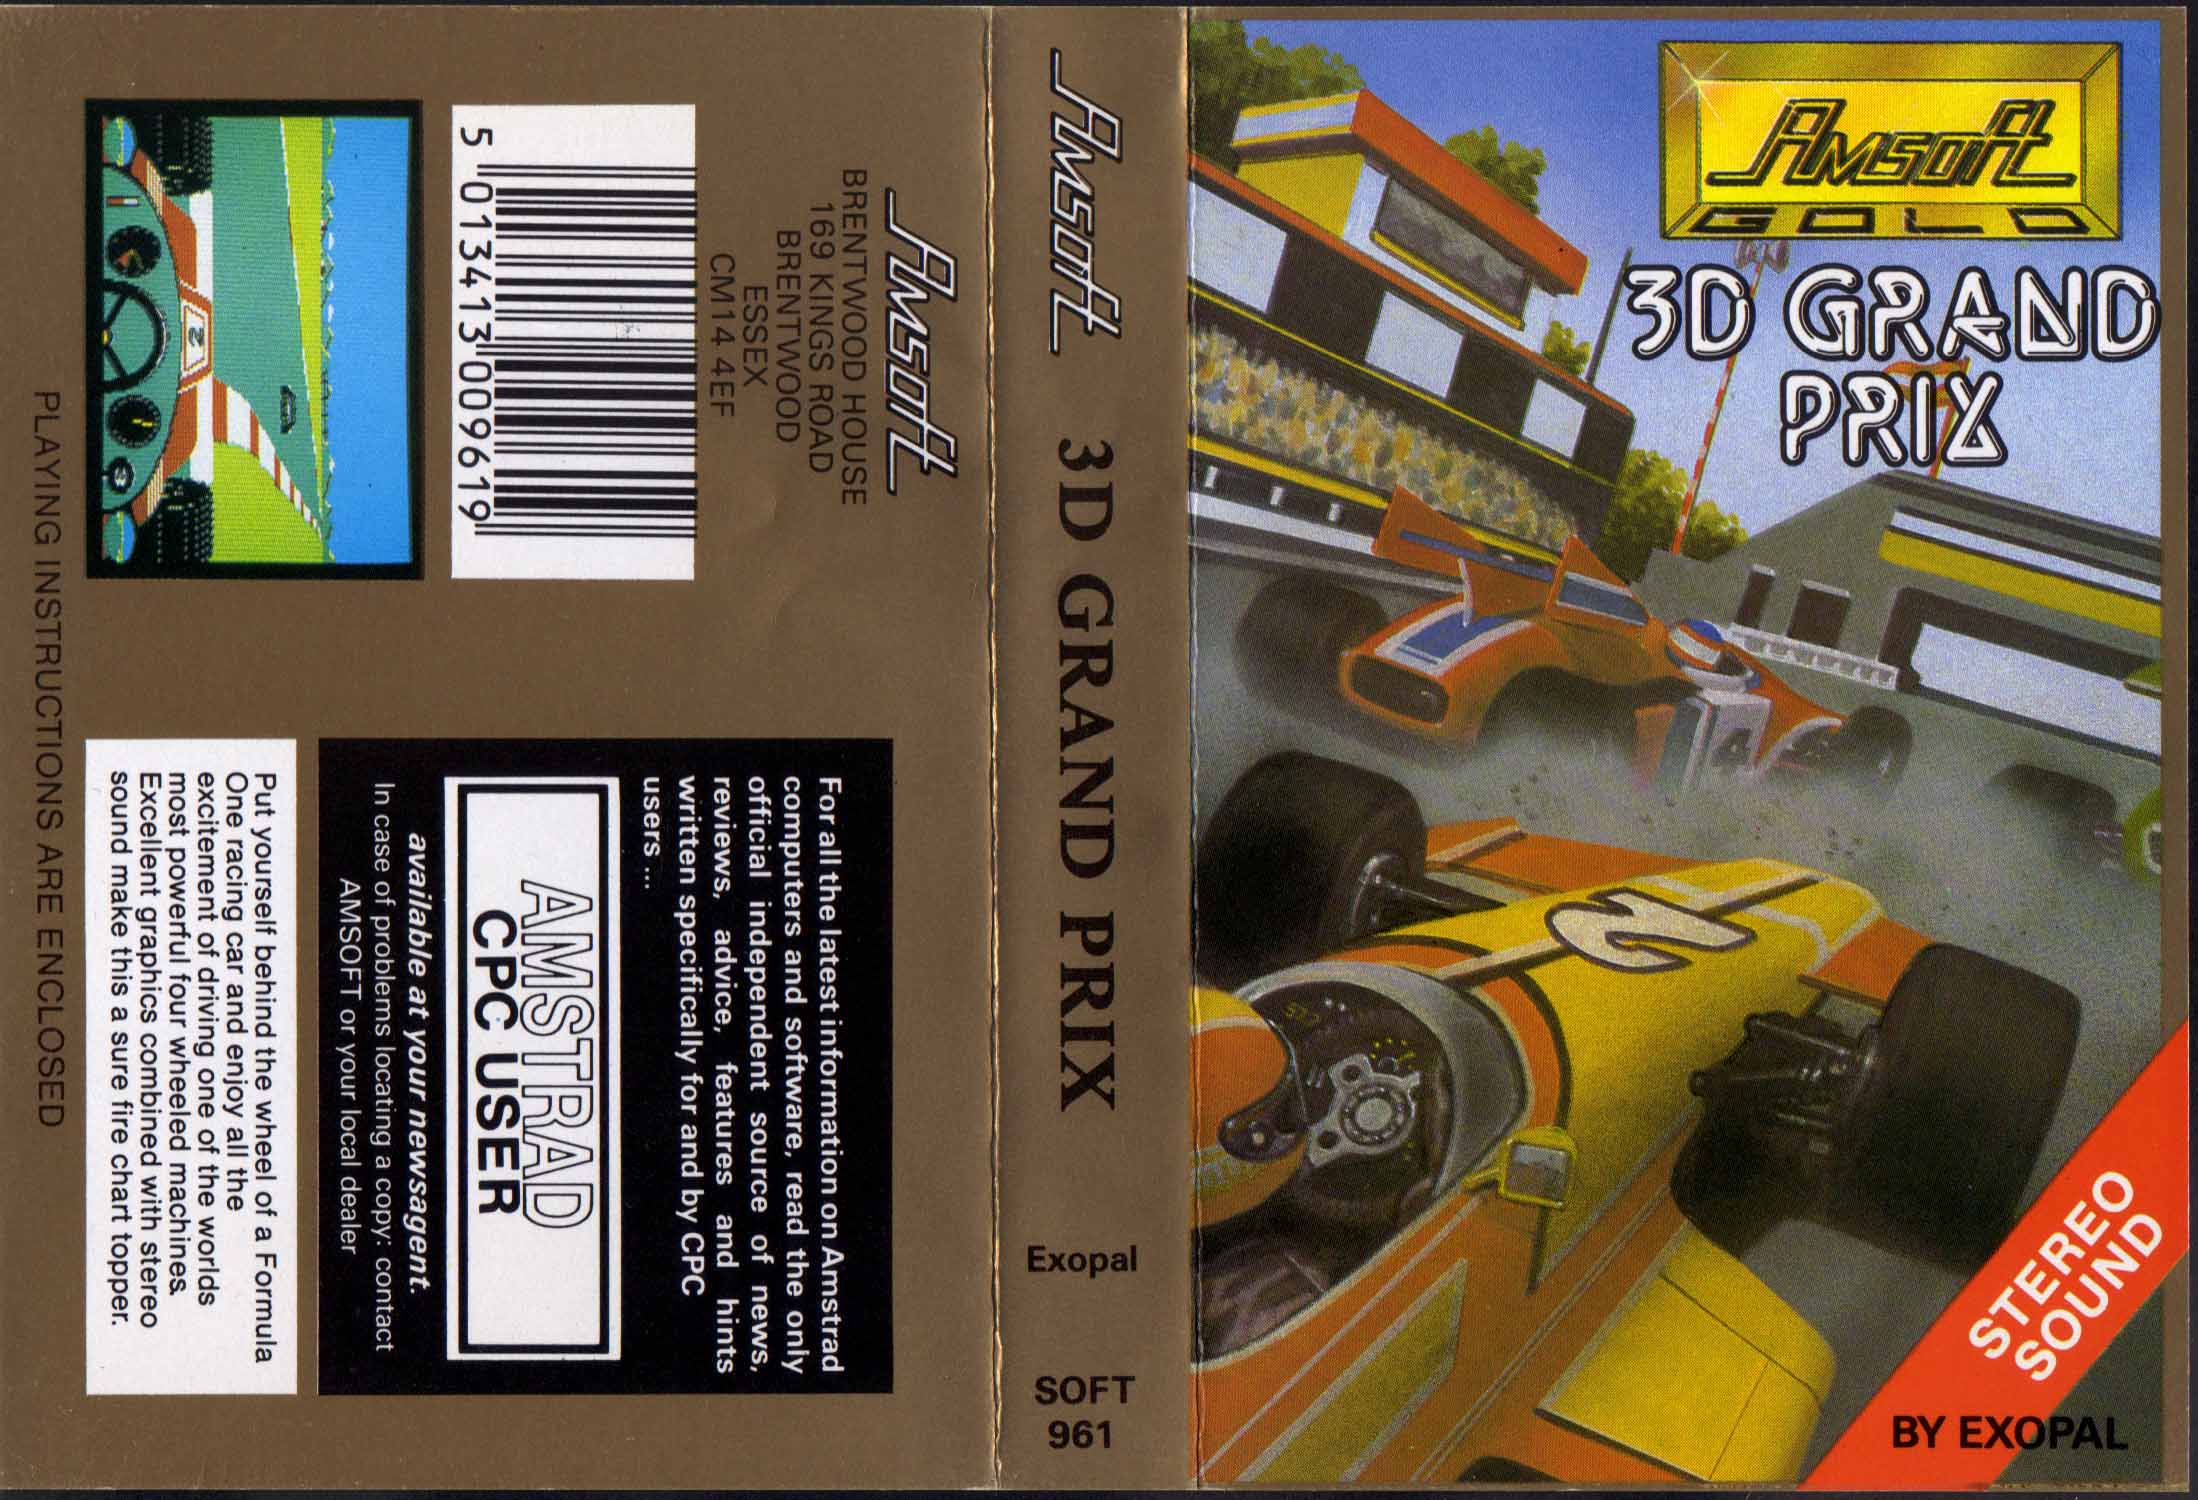 Amsoft
GOLD
3D GRAND
PRIX
2
4
STEREO
SOUND
BY EXOPAL
Amsoft
3D GRAND PRIX
Exopal
SOFT
961
Amsoft
BRENTWOOD HOUSE
169 KINGS ROAD
BRENTWOOD
ESSEX
CM14 4EF
5 013413 009619
2
For all the latest information on Amstrad
computers and software, read the only
official independent source of news,
reviews, advice, features and hints
written specifically for and by CPC
users ...
AMSTRAD
CPC USER
available at your newsagent.
In case of problems locating a copy: contact
AMSOFT or your local dealer
Put yourself behind the wheel of a Formula
One racing car and enjoy all the
excitement of driving one of the worlds
most powerful four wheeled machines.
Excellent graphics combined with stereo
sound make this a sure fire chart topper.
PLAYING INSTRUCTIONS ARE ENCLOSED